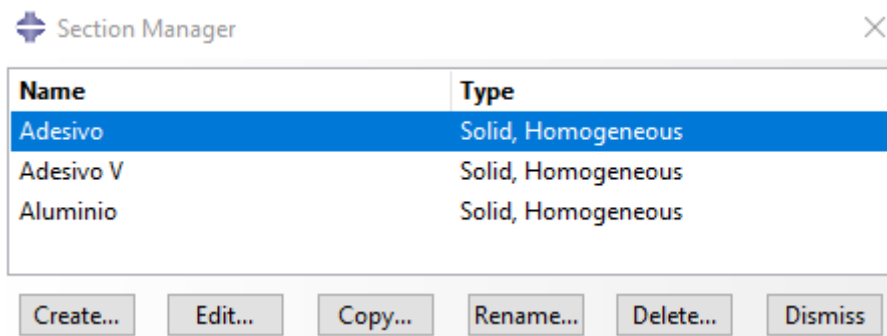 Section Manager
Name Type
Adesivo Solid, Homogeneous
Adesivo V Solid, Homogeneous
Aluminio Solid, Homogeneous
Create... Edit... Copy... Rename... Delete... Dismiss